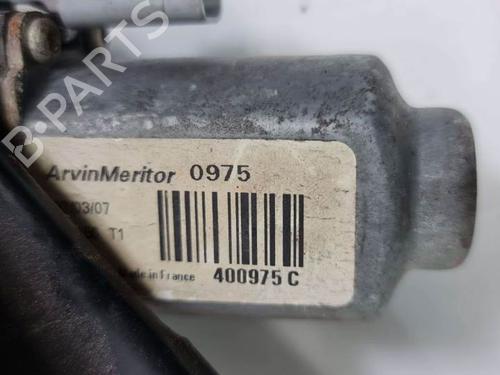 B-PARTS
ArvinMeritor 0975
/03/07
T1
Made in France 400975 C